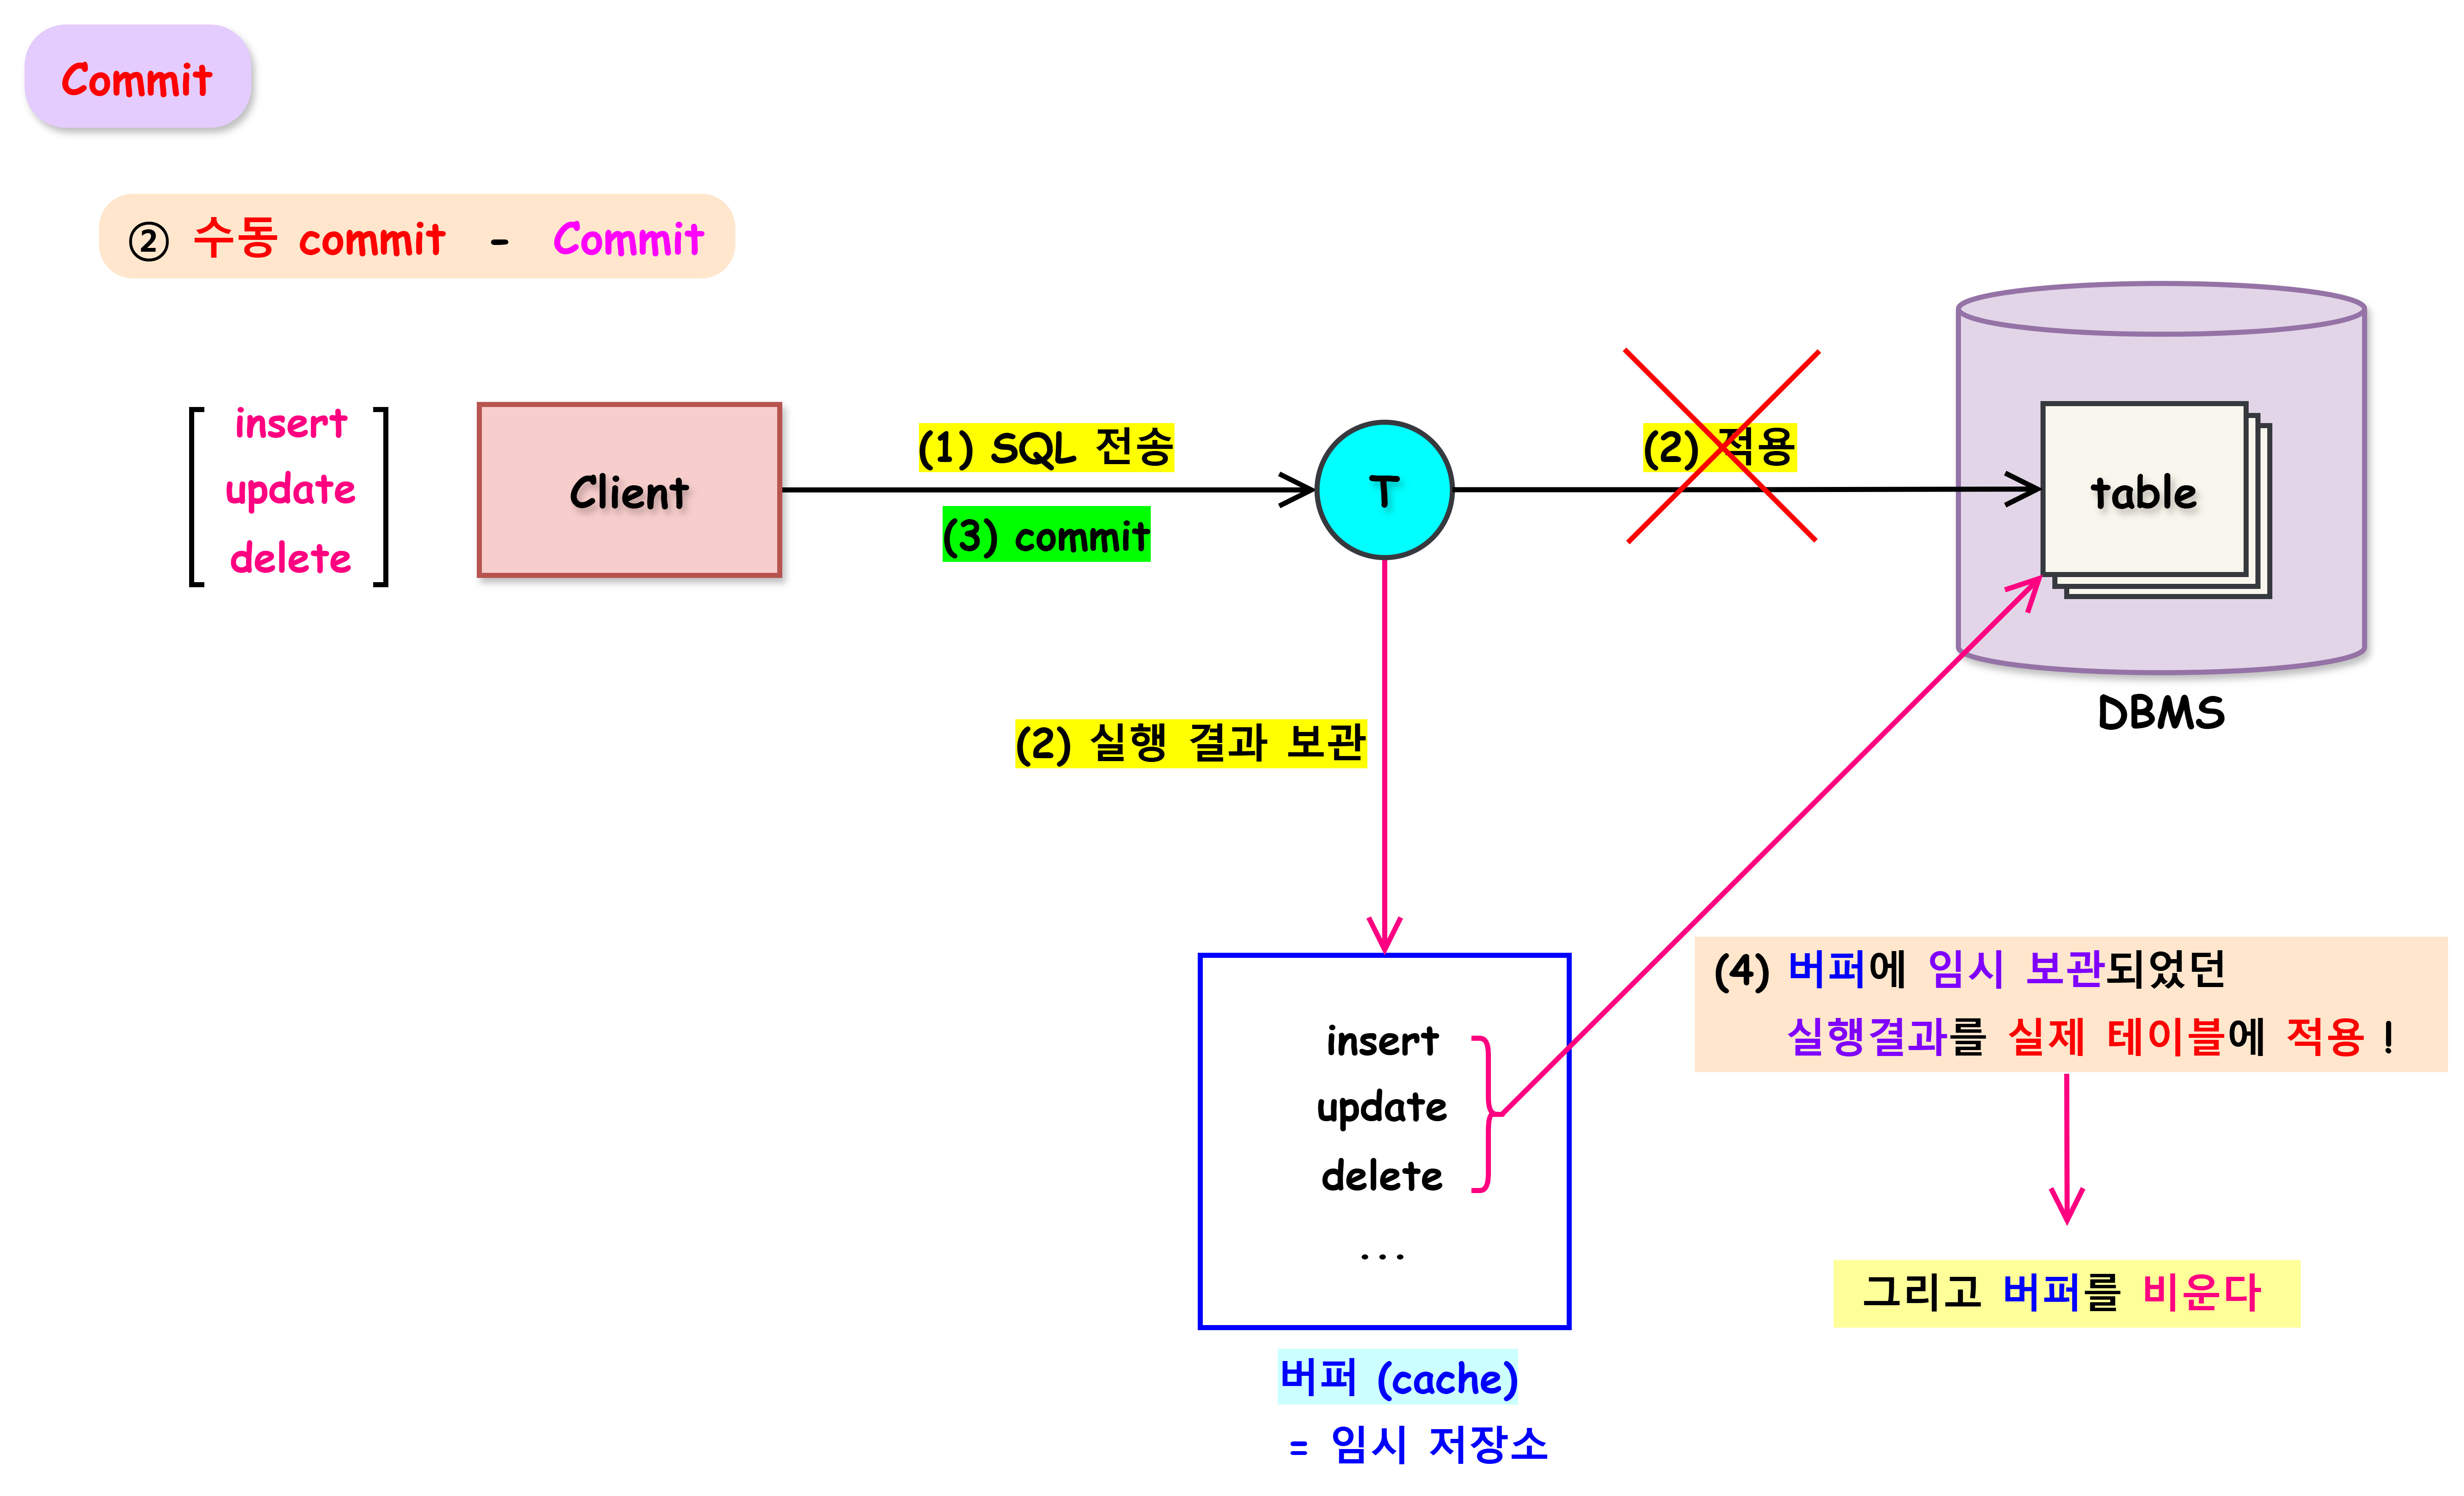 Commit
② 수동 commit - Commit
insert
update
delete
Client
(1) SQL 전송
(3) commit
T
(2) 적용
table
DBMS
(2) 실행 결과 보관
insert
update
delete
...
버퍼 (cache)
= 임시 저장소
(4) 버퍼에 임시 보관되었던
실행결과를 실제 테이블에 적용 !
그리고 버퍼를 비운다